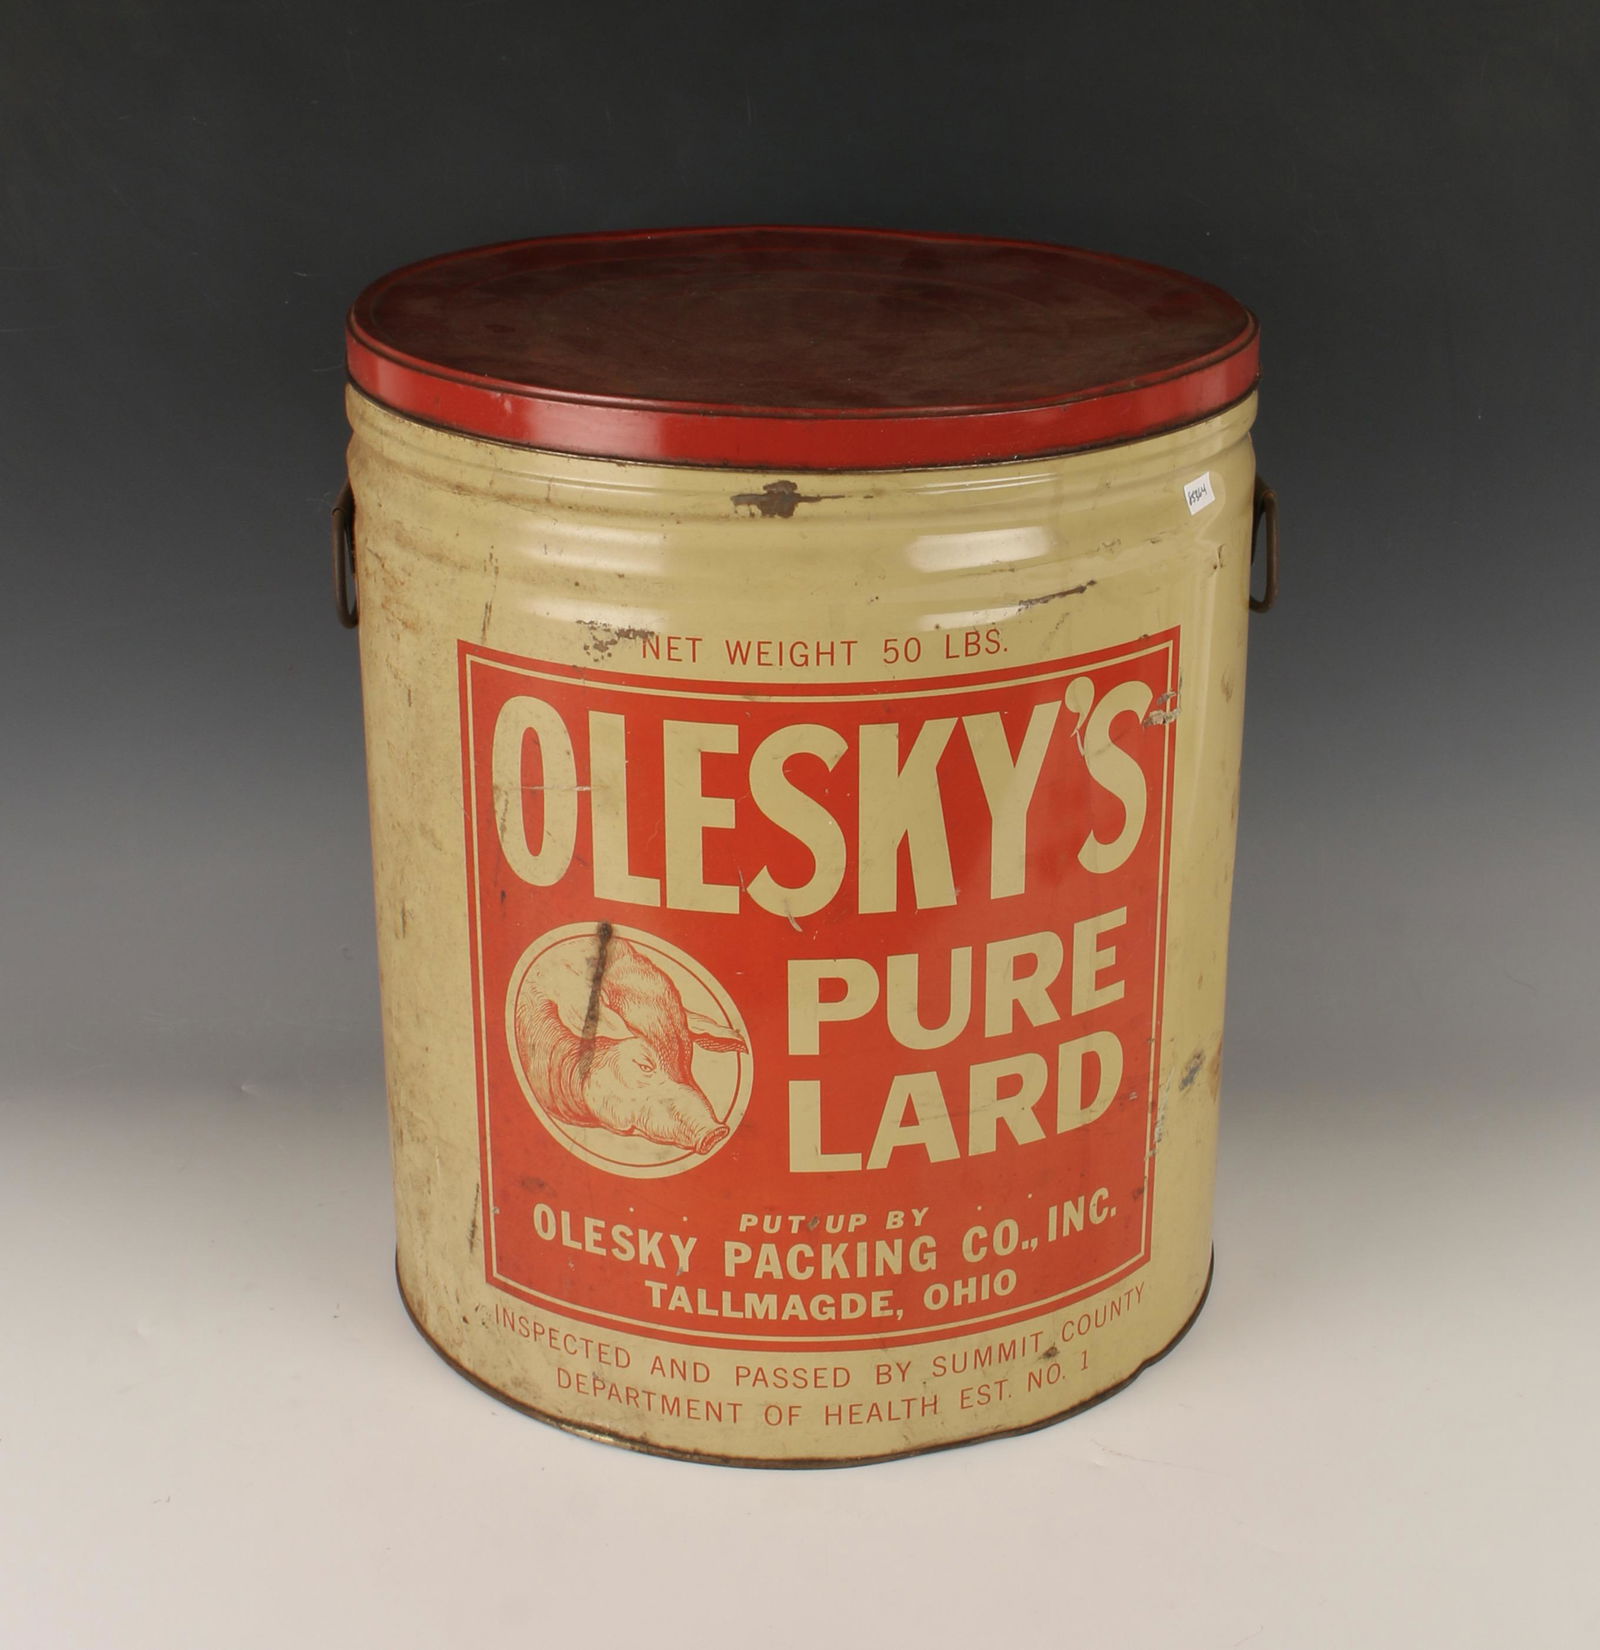 NET WEIGHT 50 LBS.
OLESKY'S
PURE
LARD
PUT UP BY
OLESKY PACKING CO., INC.
TALLMAGDE, OHIO
INSPECTED AND PASSED BY SUMMIT COUNTY
DEPARTMENT OF HEALTH EST. NO. 1